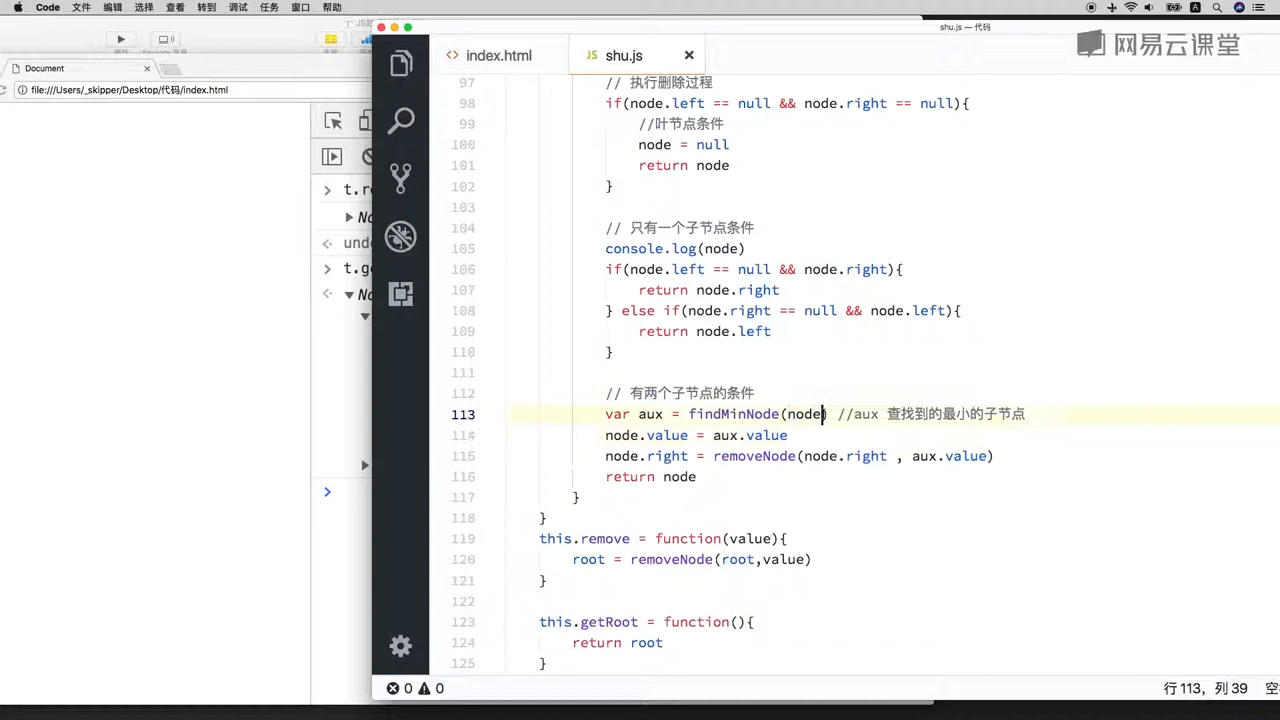 Code 文件 编辑 选择 查看 转到 调试 任务 窗口 帮助
shu.js — 代码
网易云课堂
Document
file:///Users/_skipper/Desktop/代码/index.html
index.html
JS shu.js
t.re
No
undo
t.ge
No
97 // 执行删除过程
98 if(node.left == null && node.right == null){
99 //叶节点条件
100 node = null
101 return node
102 }
103
104 // 只有一个子节点条件
105 console.log(node)
106 if(node.left == null && node.right){
107 return node.right
108 } else if(node.right == null && node.left){
109 return node.left
110 }
111
112 // 有两个子节点的条件
113 var aux = findMinNode(node) //aux 查找到的最小的子节点
114 node.value = aux.value
115 node.right = removeNode(node.right , aux.value)
116 return node
117 }
118 }
119 this.remove = function(value){
120 root = removeNode(root,value)
121 }
122
123 this.getRoot = function(){
124 return root
125 }
0 0
行 113，列 39